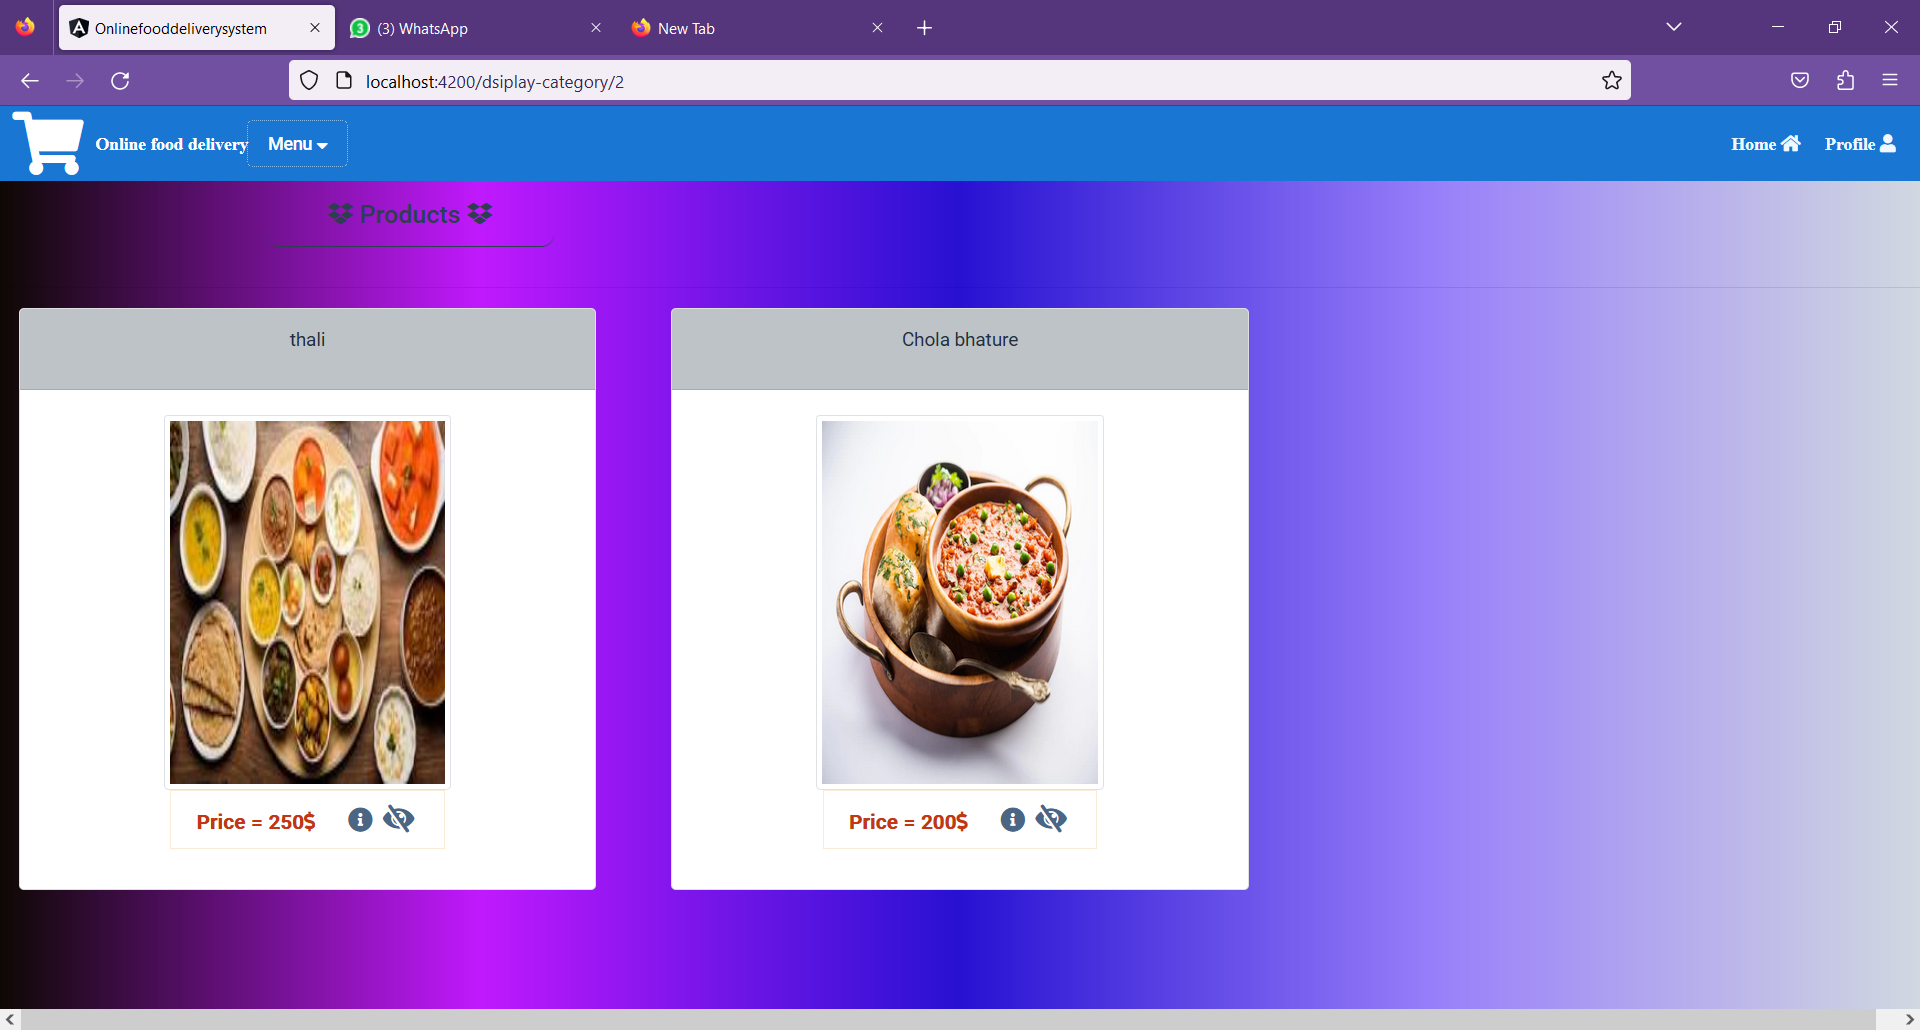 Onlinefooddeliverysystem
3
(3) WhatsApp
New Tab
localhost:4200/dsiplay-category/2
Online food delivery
Menu
Home
Profile
Products
thali
Chola bhature
Price = 250$
Price = 200$